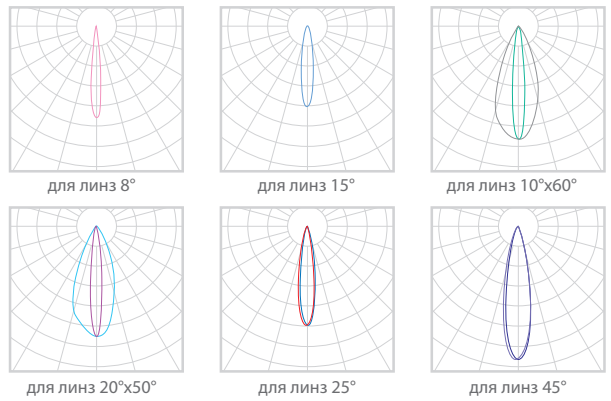 для линз 8°
для линз 15°
для линз 10°x60°
для линз 20°x50°
для линз 25°
для линз 45°